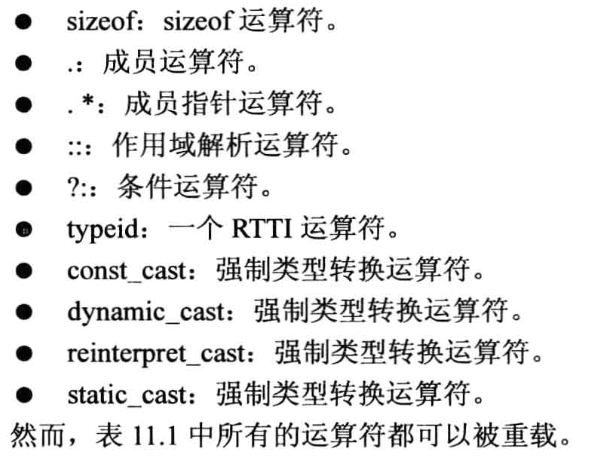 ● sizeof：sizeof 运算符。
● .：成员运算符。
● . *：成员指针运算符。
● ::：作用域解析运算符。
● ?:：条件运算符。
● typeid：一个 RTTI 运算符。
● const_cast：强制类型转换运算符。
● dynamic_cast：强制类型转换运算符。
● reinterpret_cast：强制类型转换运算符。
● static_cast：强制类型转换运算符。
然而，表 11.1 中所有的运算符都可以被重载。